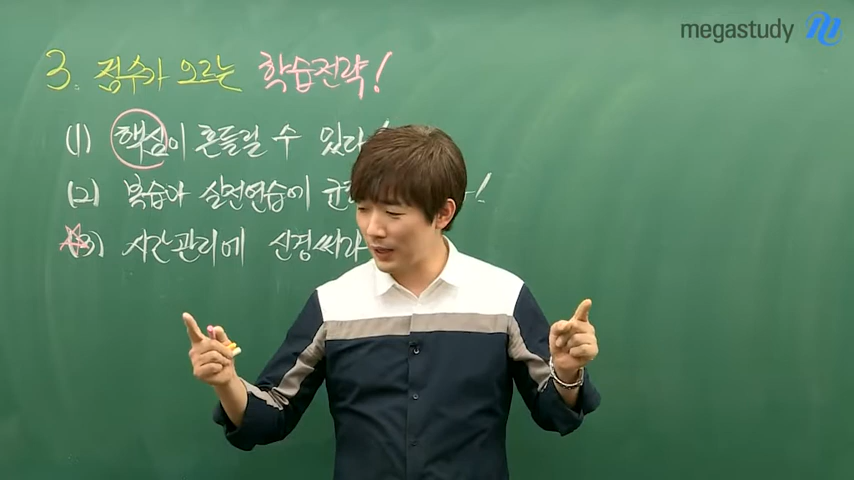 megastudy
3. 점수가 오르는 학습전략!
(1) 핵심이 흔들릴 수 있다
(2) 복습과 실전연습에 균 !
(3) 시간관리에 신경써라